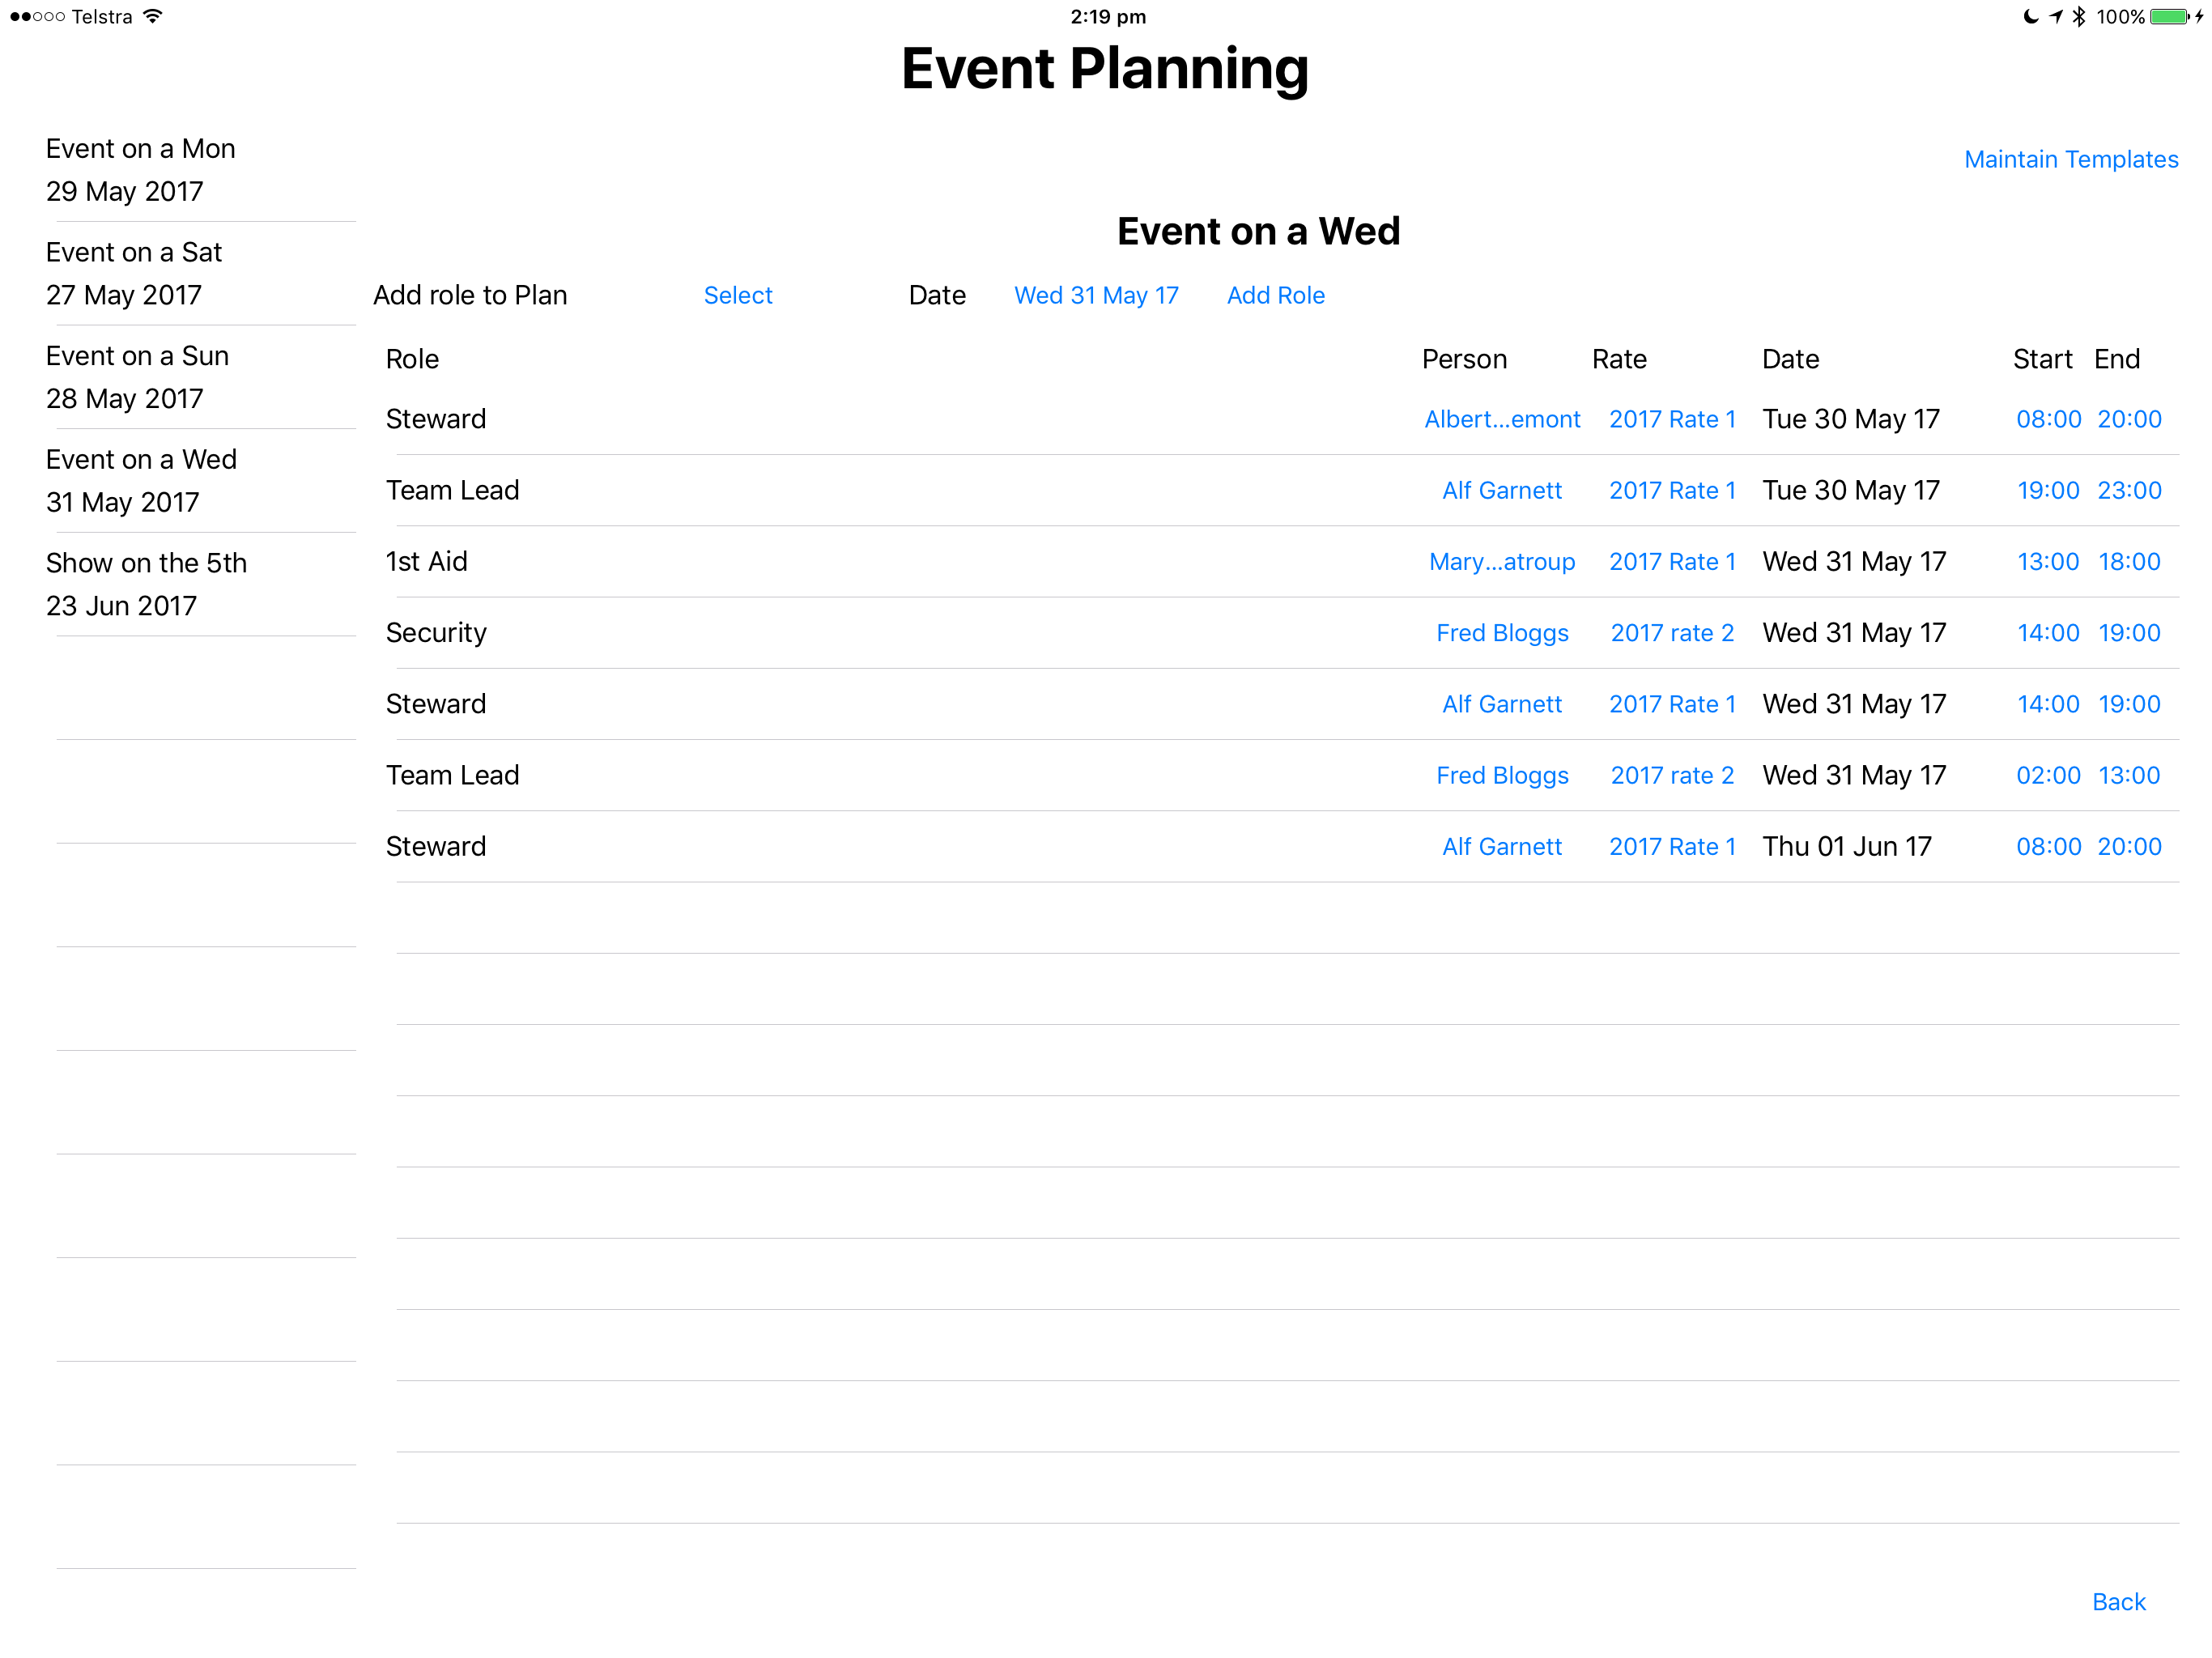 Telstra 2:19 pm 100%
Event Planning
Event on a Mon
29 May 2017
Event on a Sat
27 May 2017
Event on a Sun
28 May 2017
Event on a Wed
31 May 2017
Show on the 5th
23 Jun 2017
Maintain Templates
Event on a Wed
Add role to Plan Select Date Wed 31 May 17 Add Role
Role Person Rate Date Start End
Steward Albert...emont 2017 Rate 1 Tue 30 May 17 08:00 20:00
Team Lead Alf Garnett 2017 Rate 1 Tue 30 May 17 19:00 23:00
1st Aid Mary...atroup 2017 Rate 1 Wed 31 May 17 13:00 18:00
Security Fred Bloggs 2017 rate 2 Wed 31 May 17 14:00 19:00
Steward Alf Garnett 2017 Rate 1 Wed 31 May 17 14:00 19:00
Team Lead Fred Bloggs 2017 rate 2 Wed 31 May 17 02:00 13:00
Steward Alf Garnett 2017 Rate 1 Thu 01 Jun 17 08:00 20:00
Back